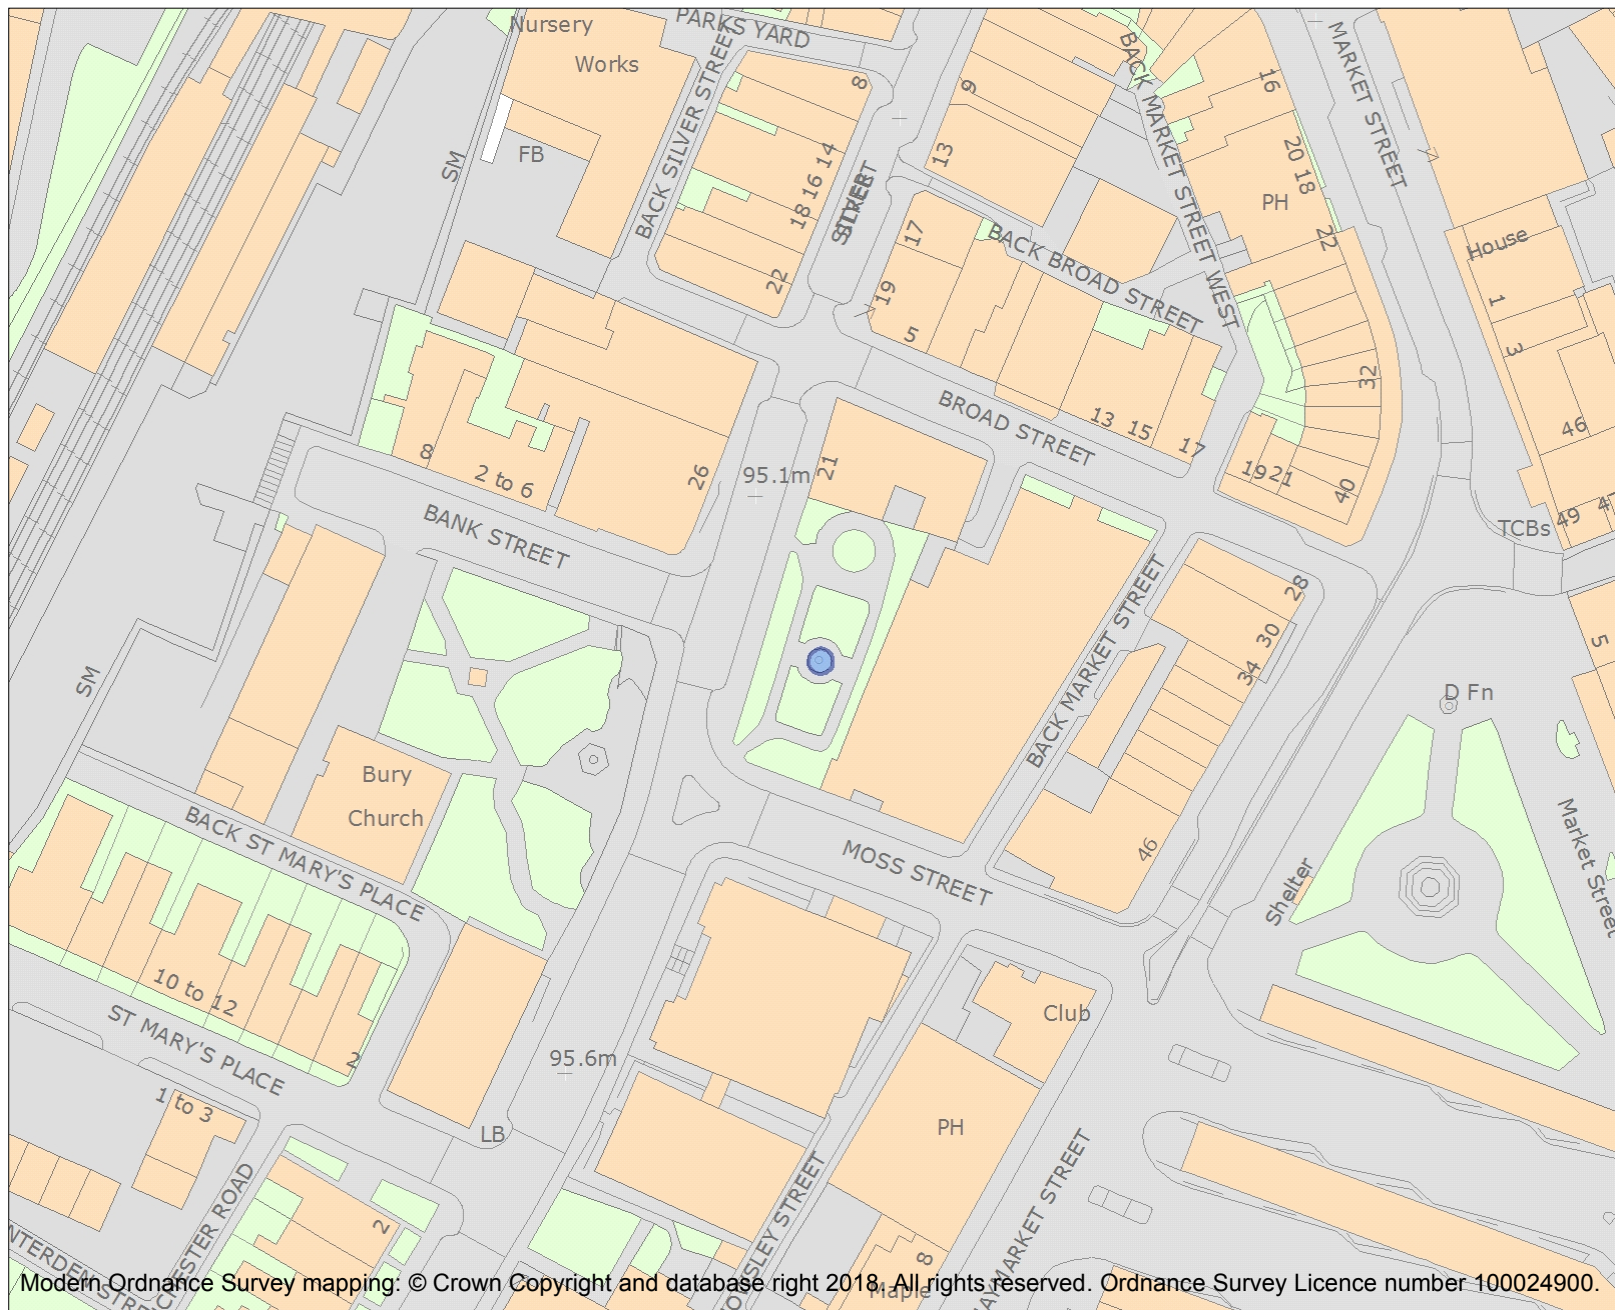 Nursery
PARKS YARD
Works
BACK SILVER STREET
8
9
BACK MARKET STREET WEST
16
MARKET STREET
SM
FB
14
16
18
13
20
18
PH
SILVER
STREET
17
22
22
BACK BROAD STREET
House
19
5
1
3
32
BROAD STREET
13
15
17
46
8
2 to 6
26
95.1m
21
19
21
40
49
TCBs
BANK STREET
BACK MARKET STREET
28
30
34
5
SM
D Fn
Bury
Church
BACK ST MARY'S PLACE
MOSS STREET
46
Shelter
Market Street
10 to 12
ST MARY'S PLACE
2
Club
95.6m
1 to 3
LB
PH
2
8
HAYMARKET STREET
Maple
Modern Ordnance Survey mapping: © Crown Copyright and database right 2018. All rights reserved. Ordnance Survey Licence number 100024900.